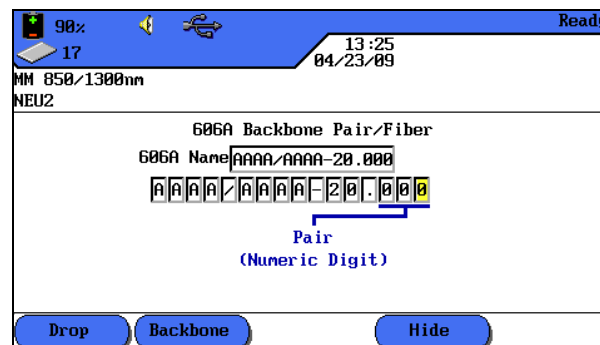 90% Ready
17 13:25
04/23/09
MM 850/1300nm
NEU2
606A Backbone Pair/Fiber
606A Name AAAA/AAAA-20.000
AAAA/AAAA-20.000
Pair
(Numeric Digit)
Drop Backbone Hide